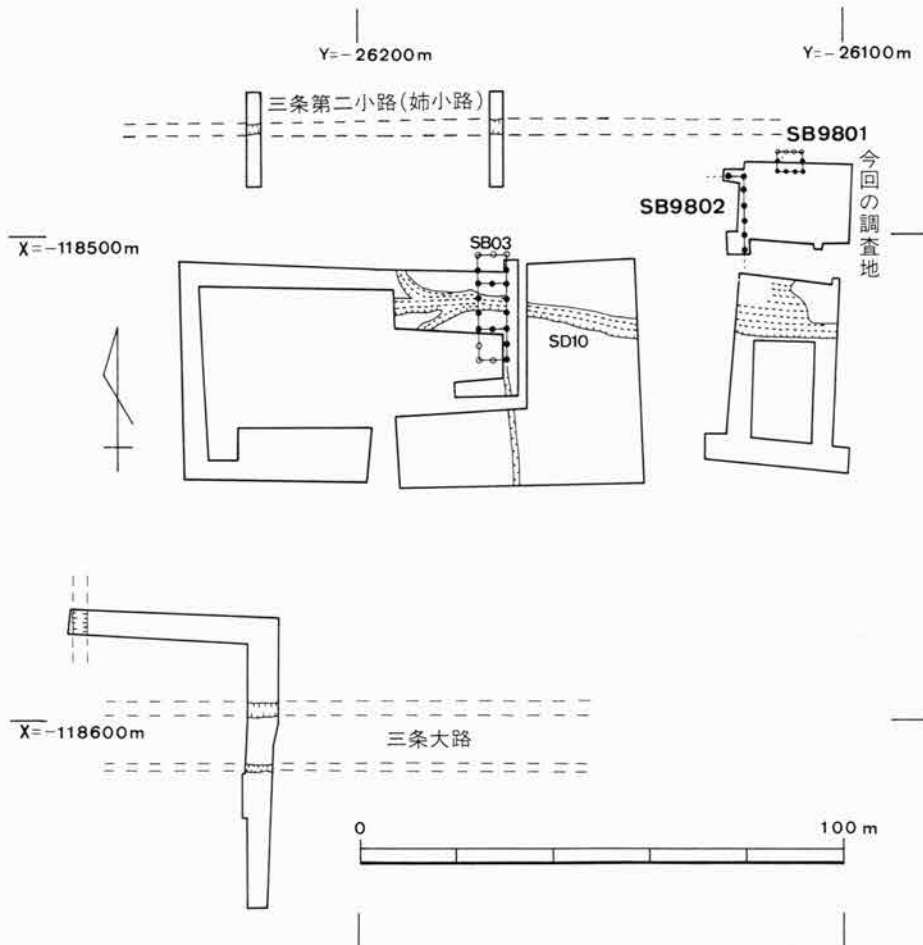 Y=-26200m
Y=-26100m
三条第二小路(姉小路)
SB9801
今回の調査地
SB9802
X=-118500m
SB03
SD10
X=-118600m
三条大路
0
100m